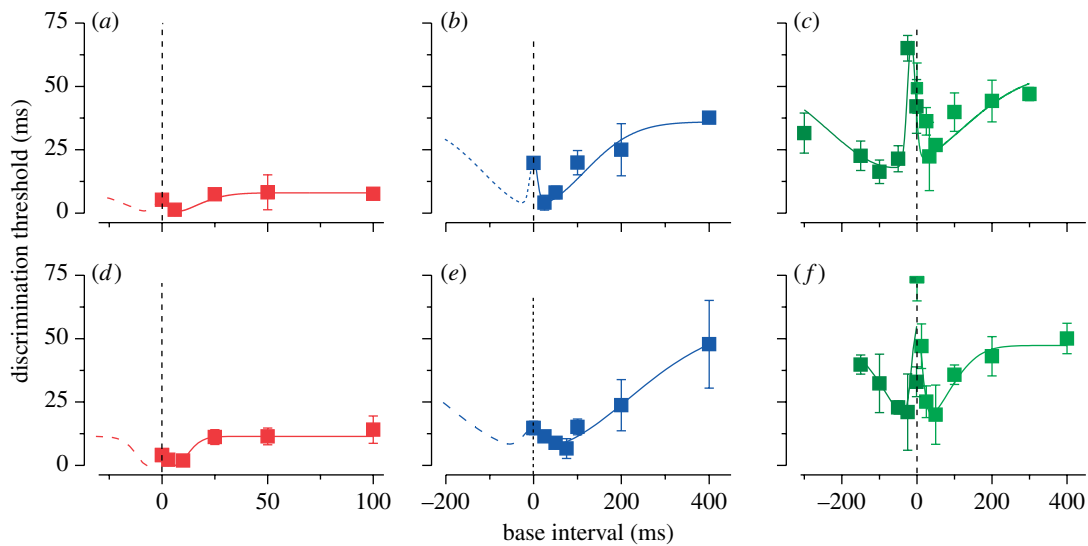 (a) (b) (c)
75
50
25
0
(d) (e) (f)
75
50
25
0
0 50 100 −200 0 200 400 −200 0 200 400
discrimination threshold (ms)
base interval (ms)